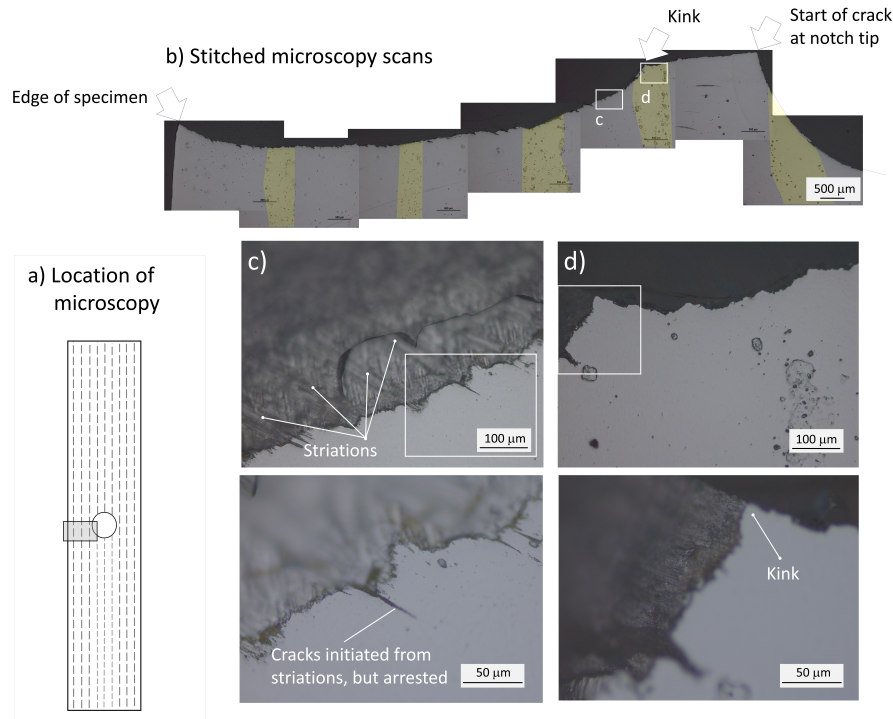 Kink
Start of crack
at notch tip
b) Stitched microscopy scans
Edge of specimen
c
d
500 μm
a) Location of
microscopy
c)
d)
Striations
100 μm
100 μm
Cracks initiated from
striations, but arrested
50 μm
Kink
50 μm